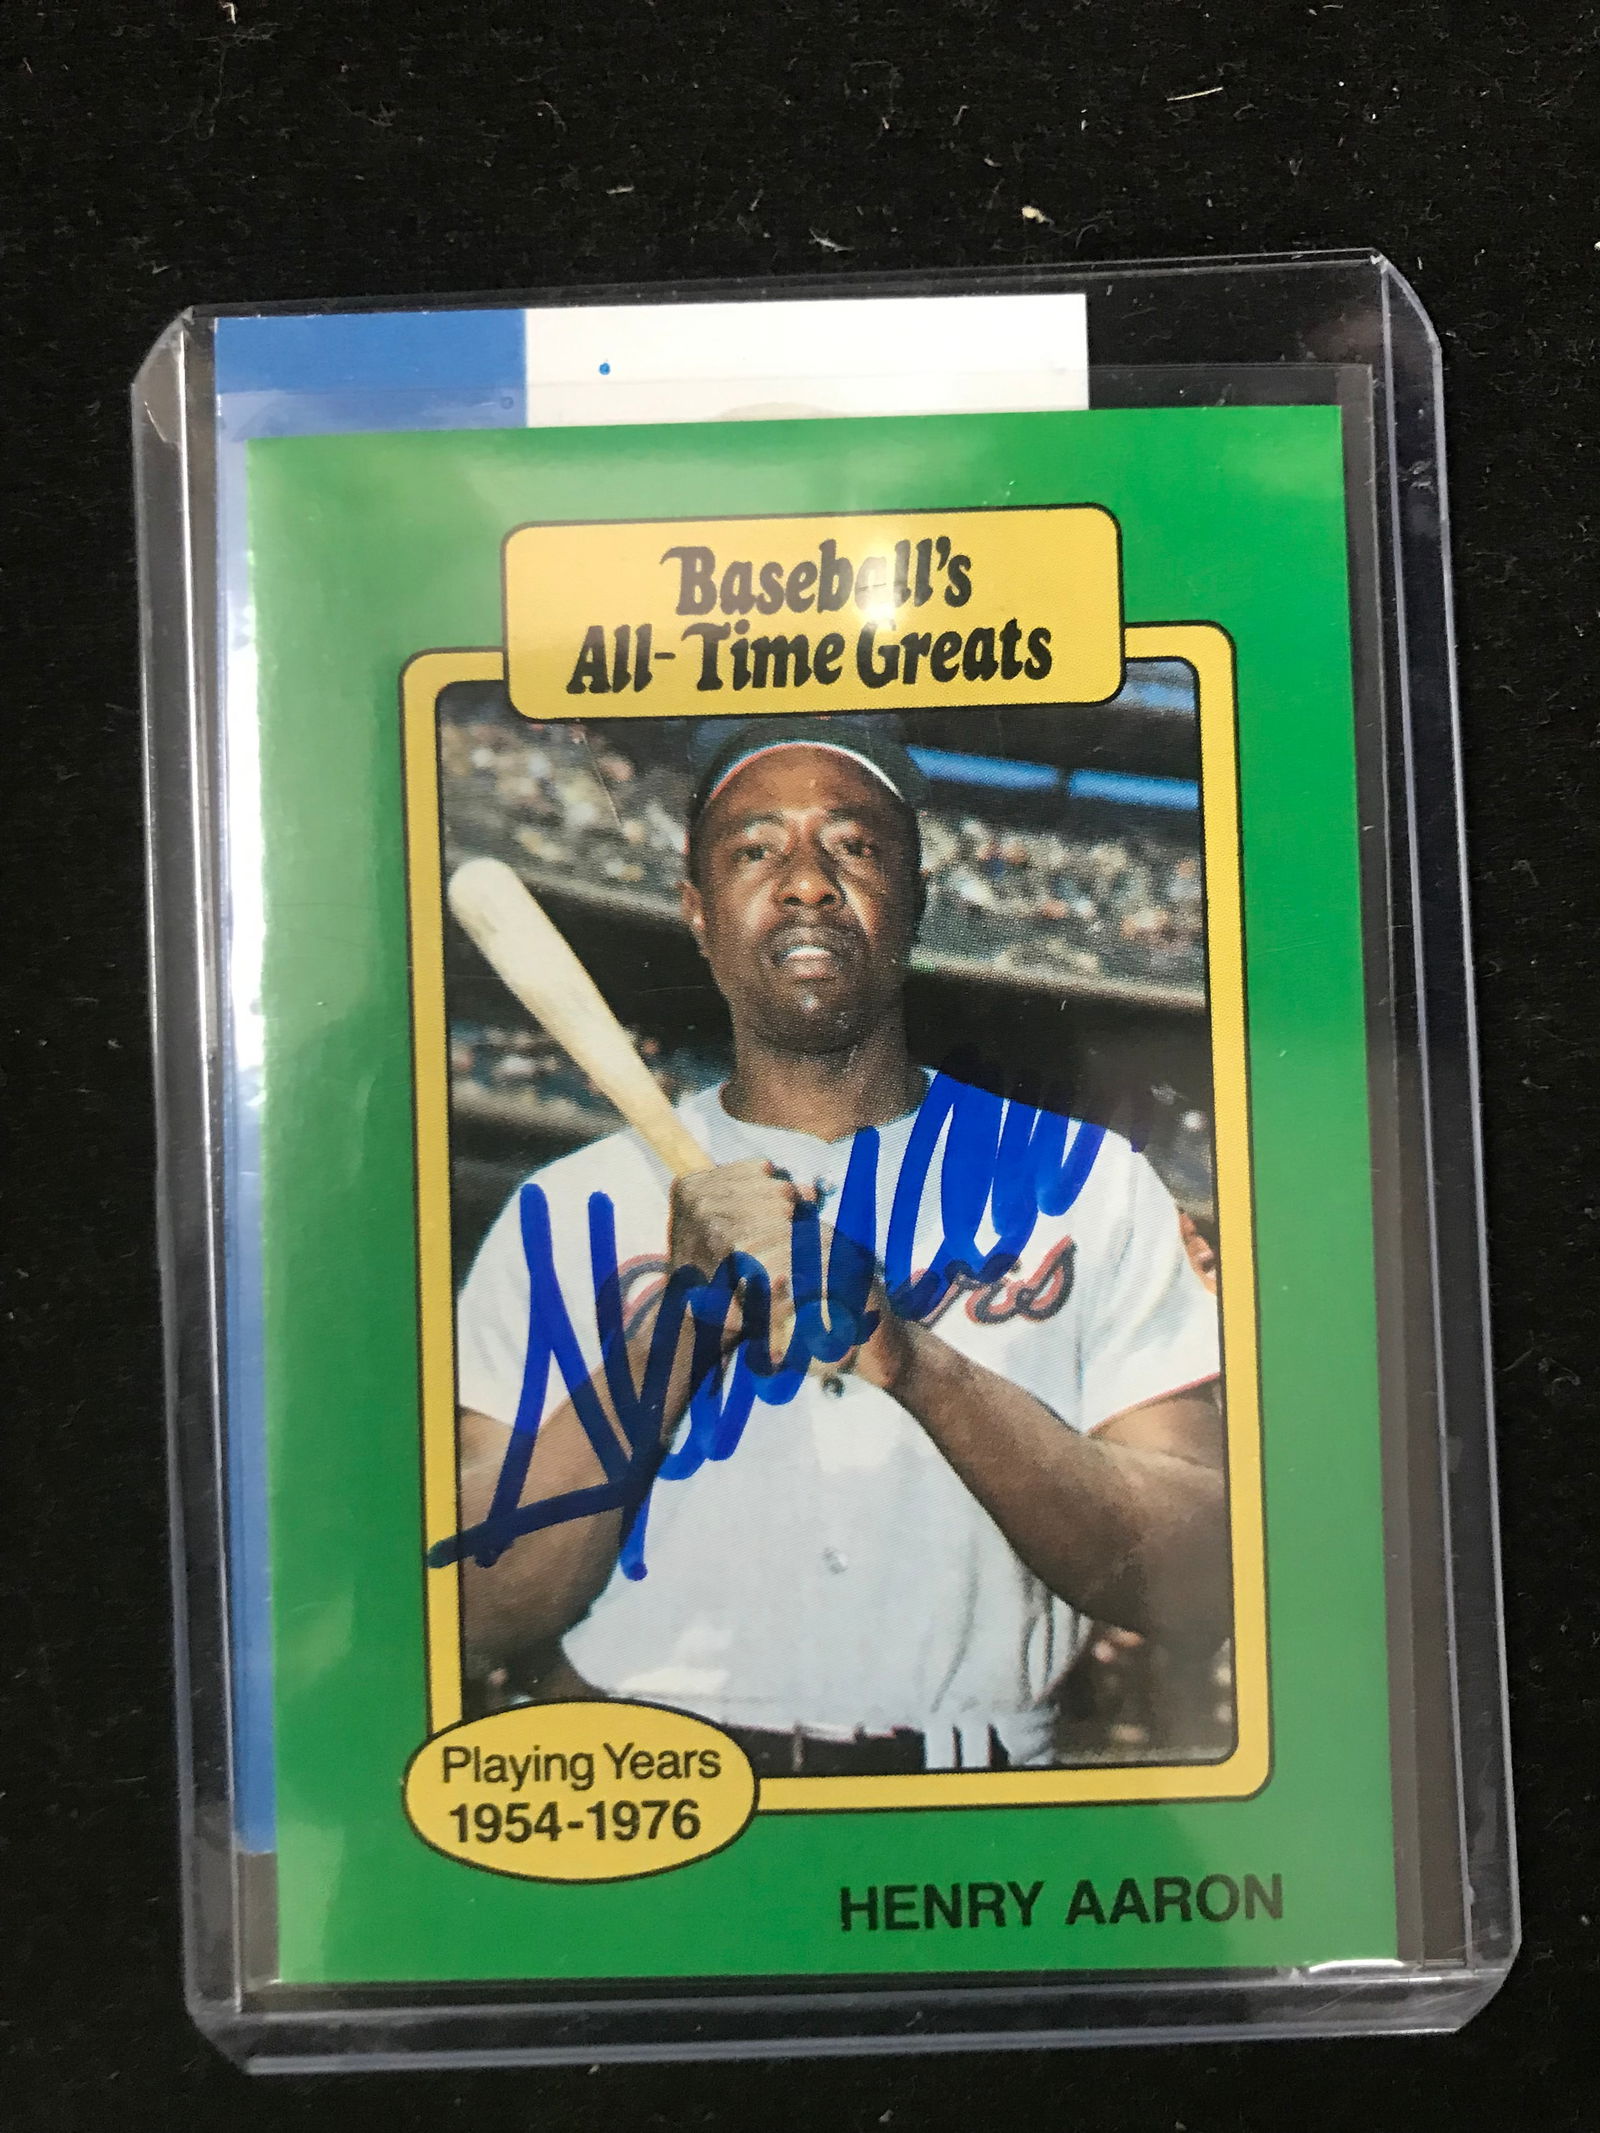 Baseball's
All-Time Greats
Playing Years
1954-1976
HENRY AARON